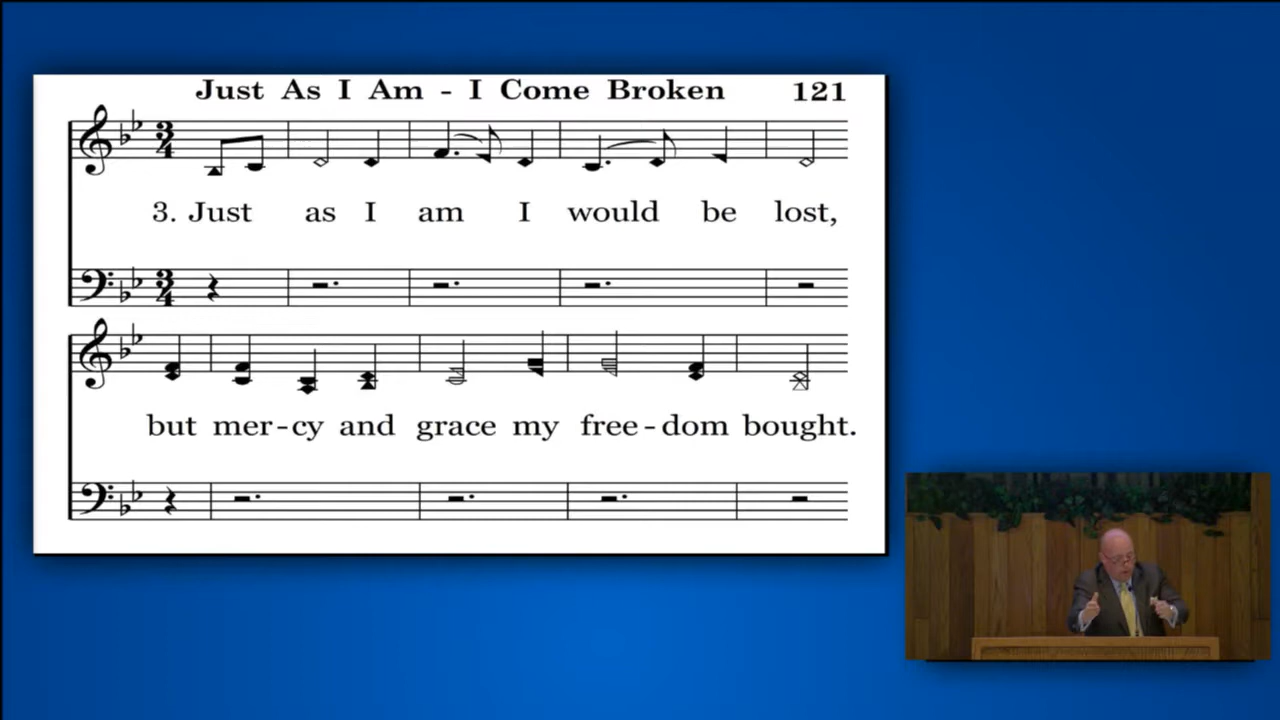 Just As I Am - I Come Broken 121
3. Just as I am I would be lost,
but mer-cy and grace my free-dom bought.